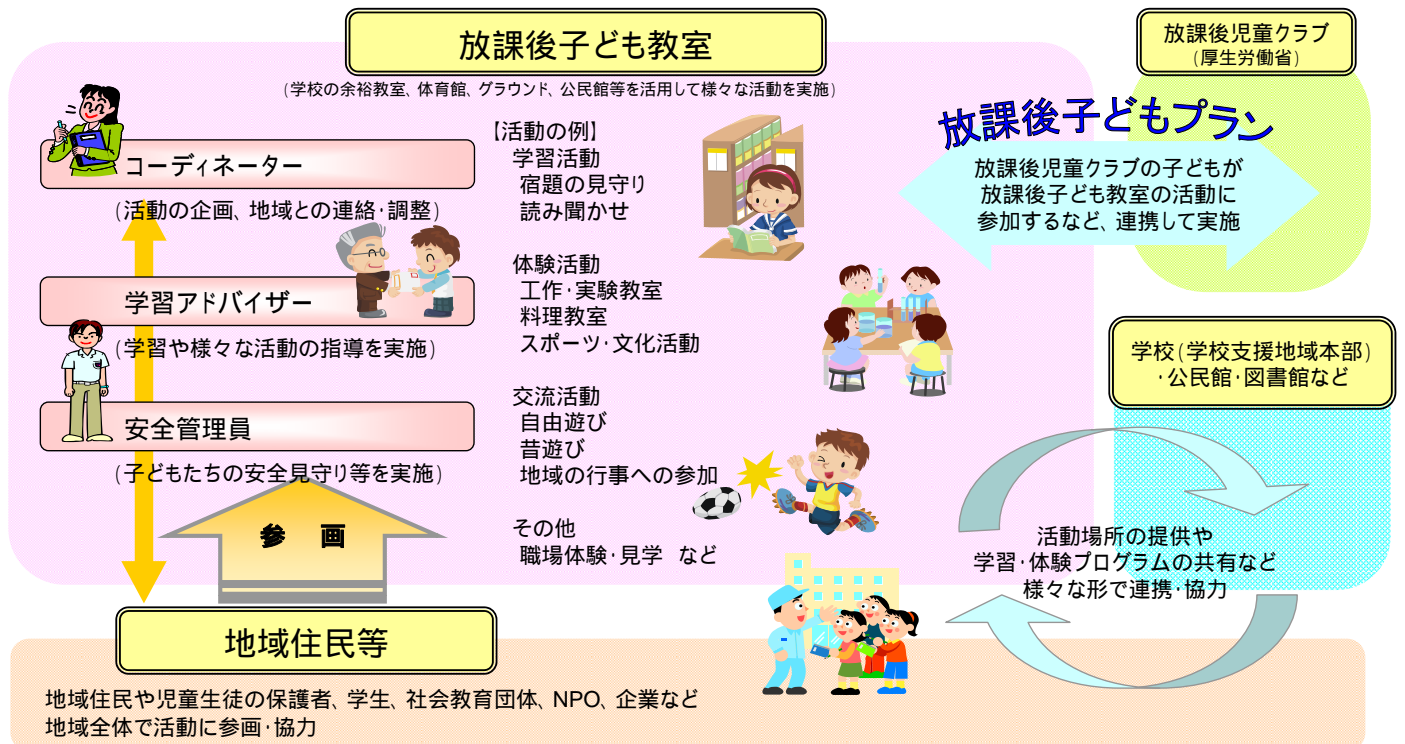 放課後子ども教室
(学校の余裕教室、体育館、グラウンド、公民館等を活用して様々な活動を実施)
コーディネーター
(活動の企画、地域との連絡・調整)
学習アドバイザー
(学習や様々な活動の指導を実施)
安全管理員
(子どもたちの安全見守り等を実施)
参　画
【活動の例】
学習活動
宿題の見守り
読み聞かせ
体験活動
工作・実験教室
料理教室
スポーツ・文化活動
交流活動
自由遊び
昔遊び
地域の行事への参加
その他
職場体験・見学　など
放課後児童クラブ
(厚生労働省)
放課後子どもプラン
放課後児童クラブの子どもが
放課後子ども教室の活動に
参加するなど、連携して実施
学校(学校支援地域本部)
・公民館・図書館など
活動場所の提供や
学習・体験プログラムの共有など
様々な形で連携・協力
地域住民等
地域住民や児童生徒の保護者、学生、社会教育団体、NPO、企業など
地域全体で活動に参画・協力